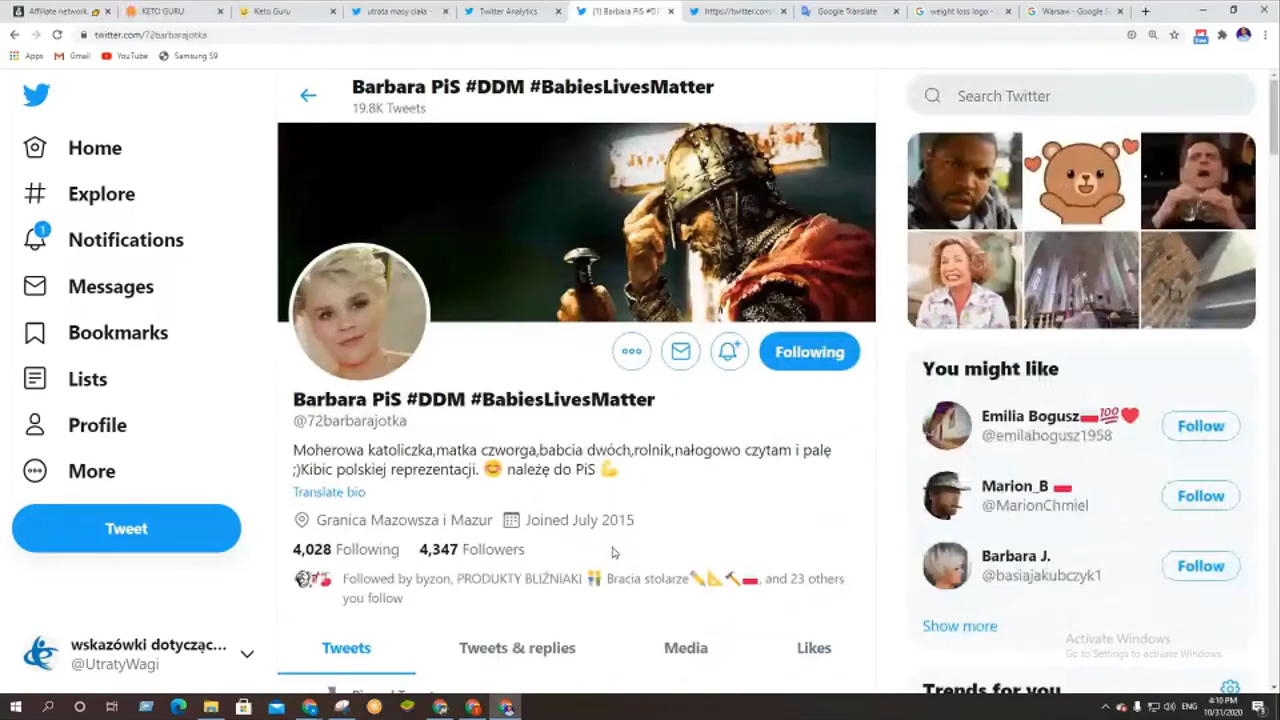 Affiliate network.
KETO GURU
Keto Guru
utrata masy ciała -
Twitter Analytics
(1) Barbara PiS #DD
https://twitter.com
Google Translate
weight loss logo -
Warsaw - Google S
twitter.com/72barbarajotka
Apps
Gmail
YouTube
Samsung S9
Barbara PiS #DDM #BabiesLivesMatter
19.8K Tweets
Search Twitter
Home
Explore
1
Notifications
Messages
Bookmarks
Lists
Profile
More
Tweet
Following
Barbara PiS #DDM #BabiesLivesMatter
@72barbarajotka
Moherowa katoliczka,matka czworga,babcia dwóch,rolnik,nałogowo czytam i palę
;)Kibic polskiej reprezentacji. 😊 należę do PiS 💪
Translate bio
Granica Mazowsza i Mazur Joined July 2015
4,028 Following 4,347 Followers
Followed by byzon, PRODUKTY BLIŹNIAKI 👯 Bracia stolarze✏️📐🔨🇵🇱, and 23 others
you follow
Tweets
Tweets & replies
Media
Likes
You might like
Emilia Bogusz🇵🇱💯❤️
@emilabogusz1958
Follow
Marion_B 🇵🇱
@MarionChmiel
Follow
Barbara J.
@basiajakubczyk1
Follow
Show more
Activate Windows
Go to Settings to activate Windows.
Trends for you
wskazówki dotycząc...
@UtratyWagi
ENG
4:10 PM
10/31/2020